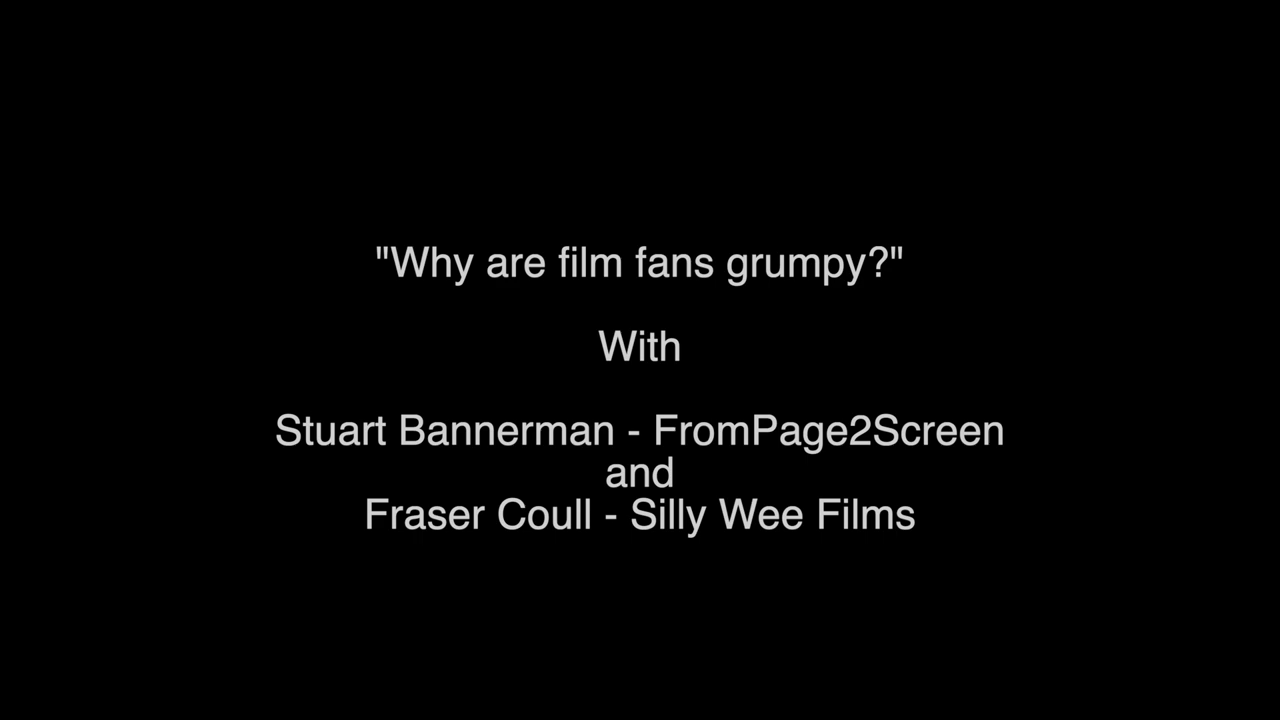 "Why are film fans grumpy?"
With
Stuart Bannerman - FromPage2Screen
and
Fraser Coull - Silly Wee Films